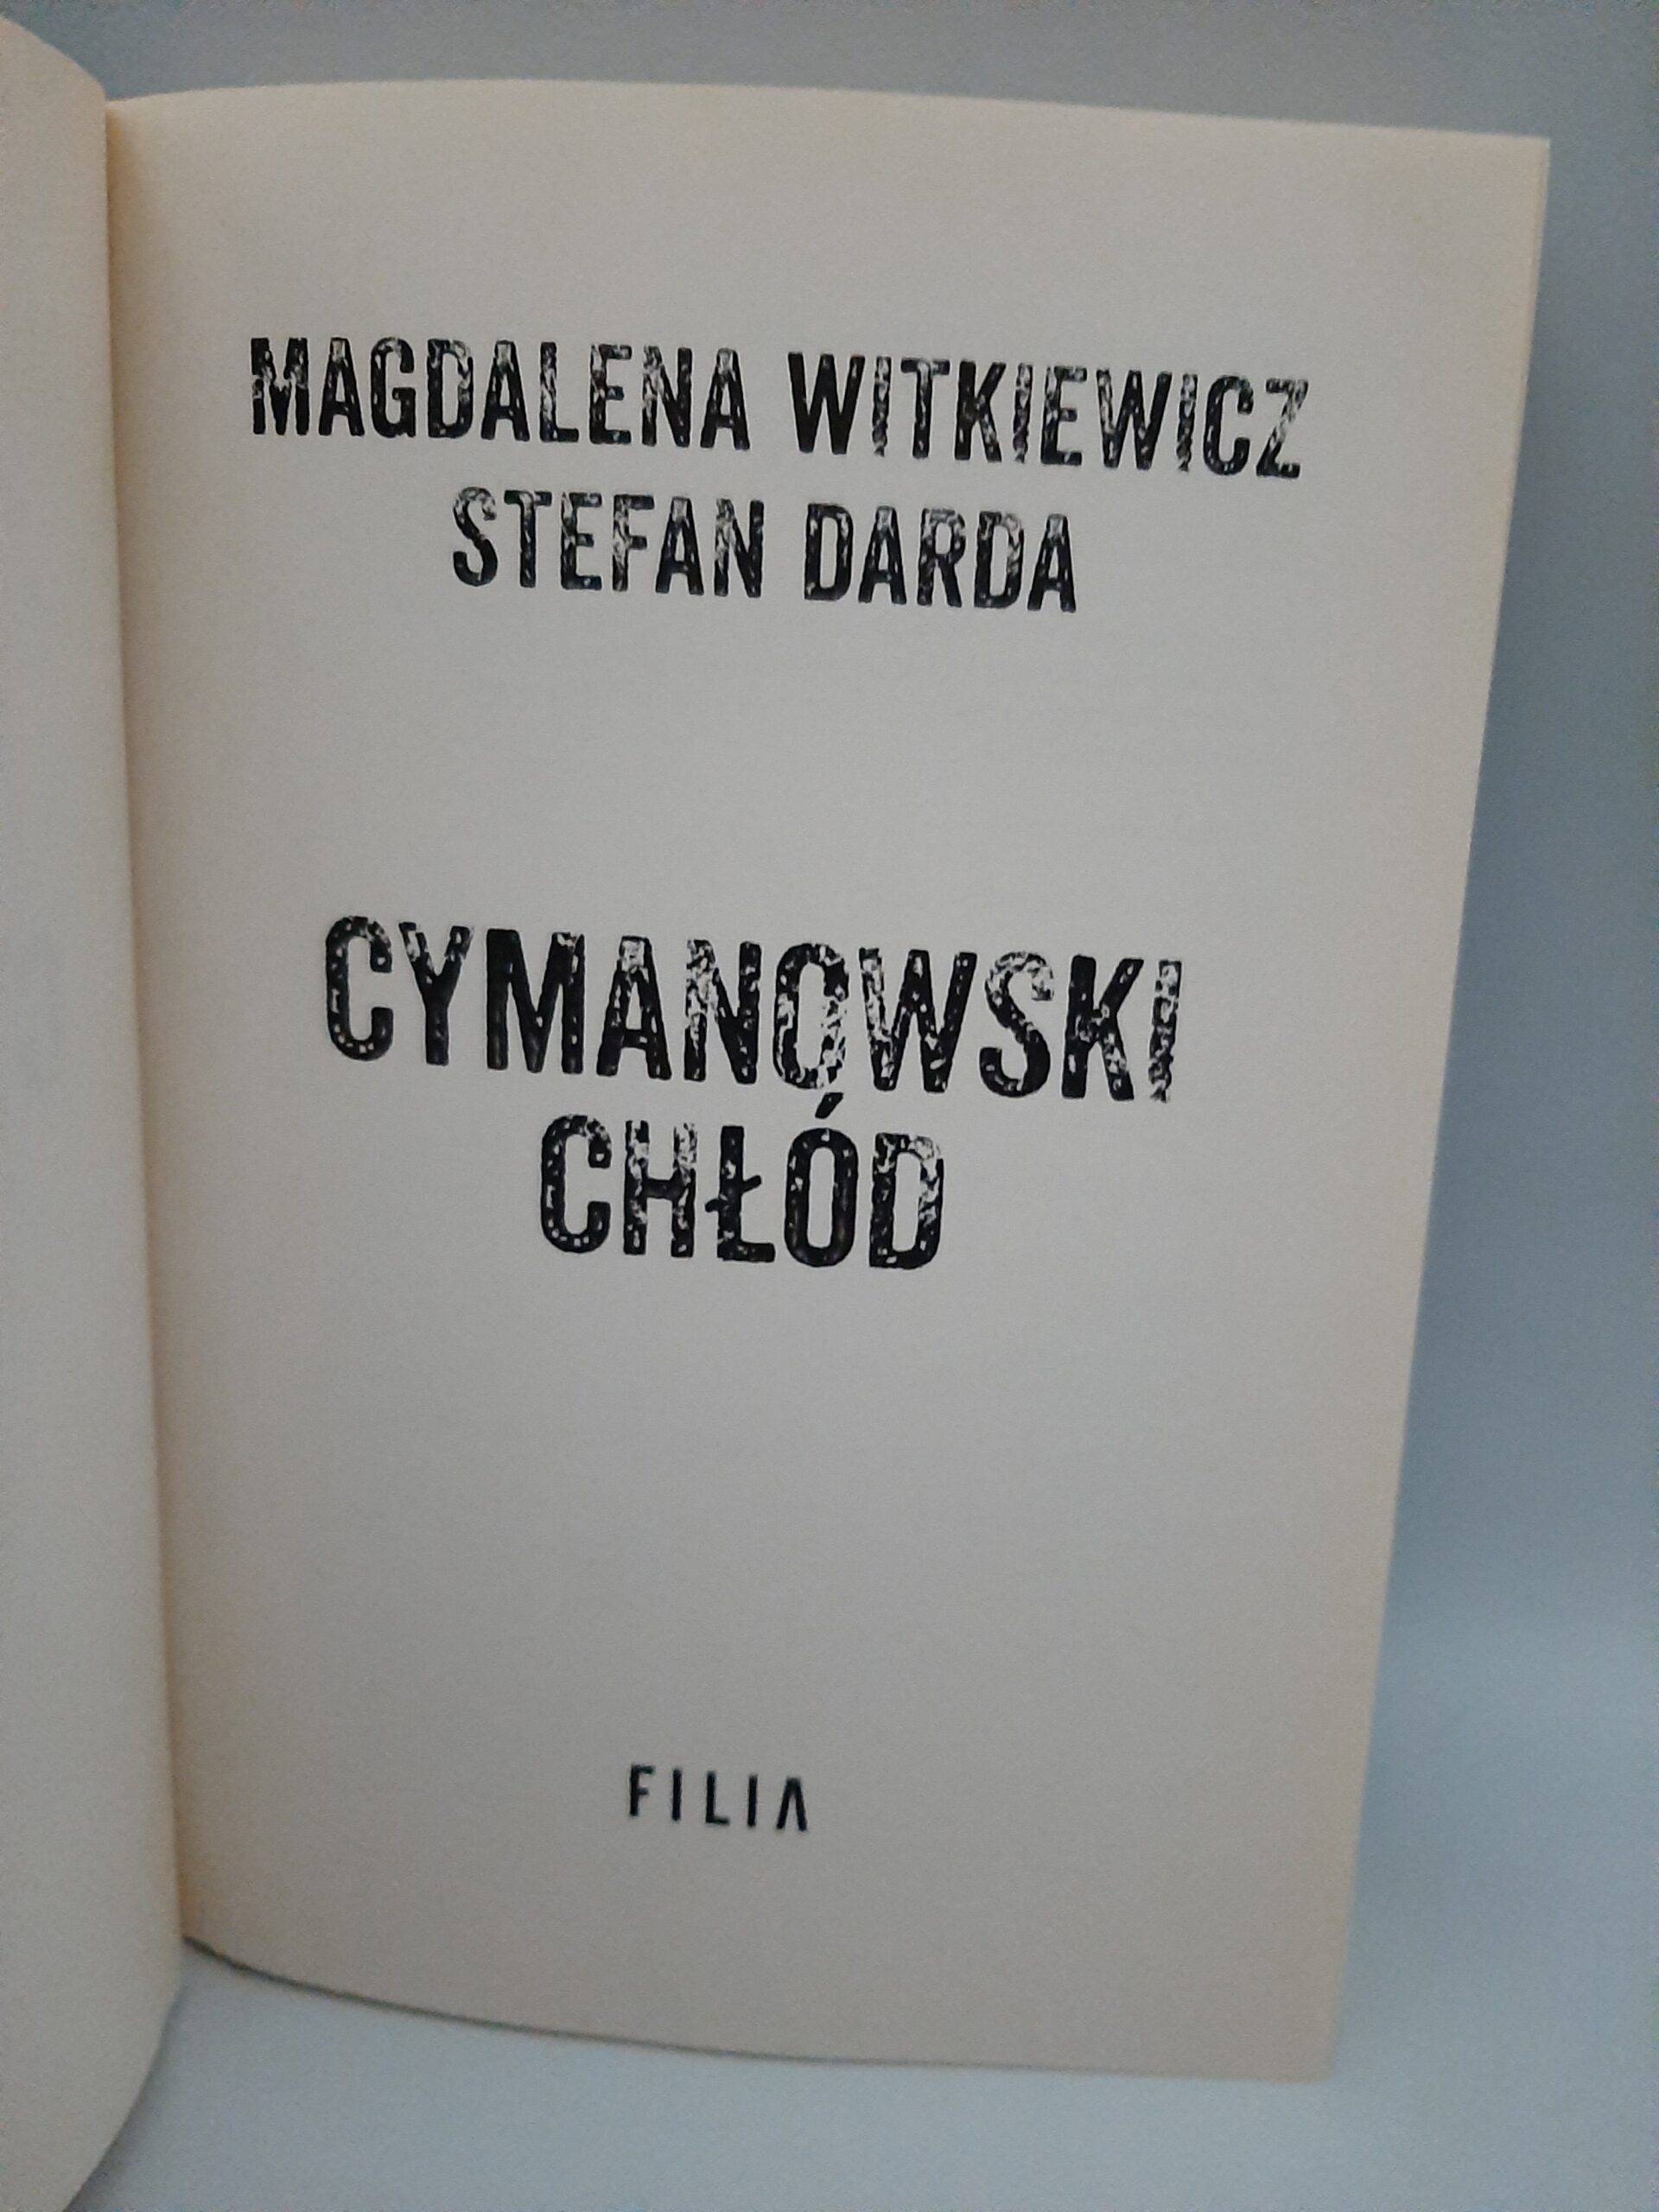 MAGDALENA WITKIEWICZ
STEFAN DARDA
CYMANOWSKI
CHŁÓD
FILIA